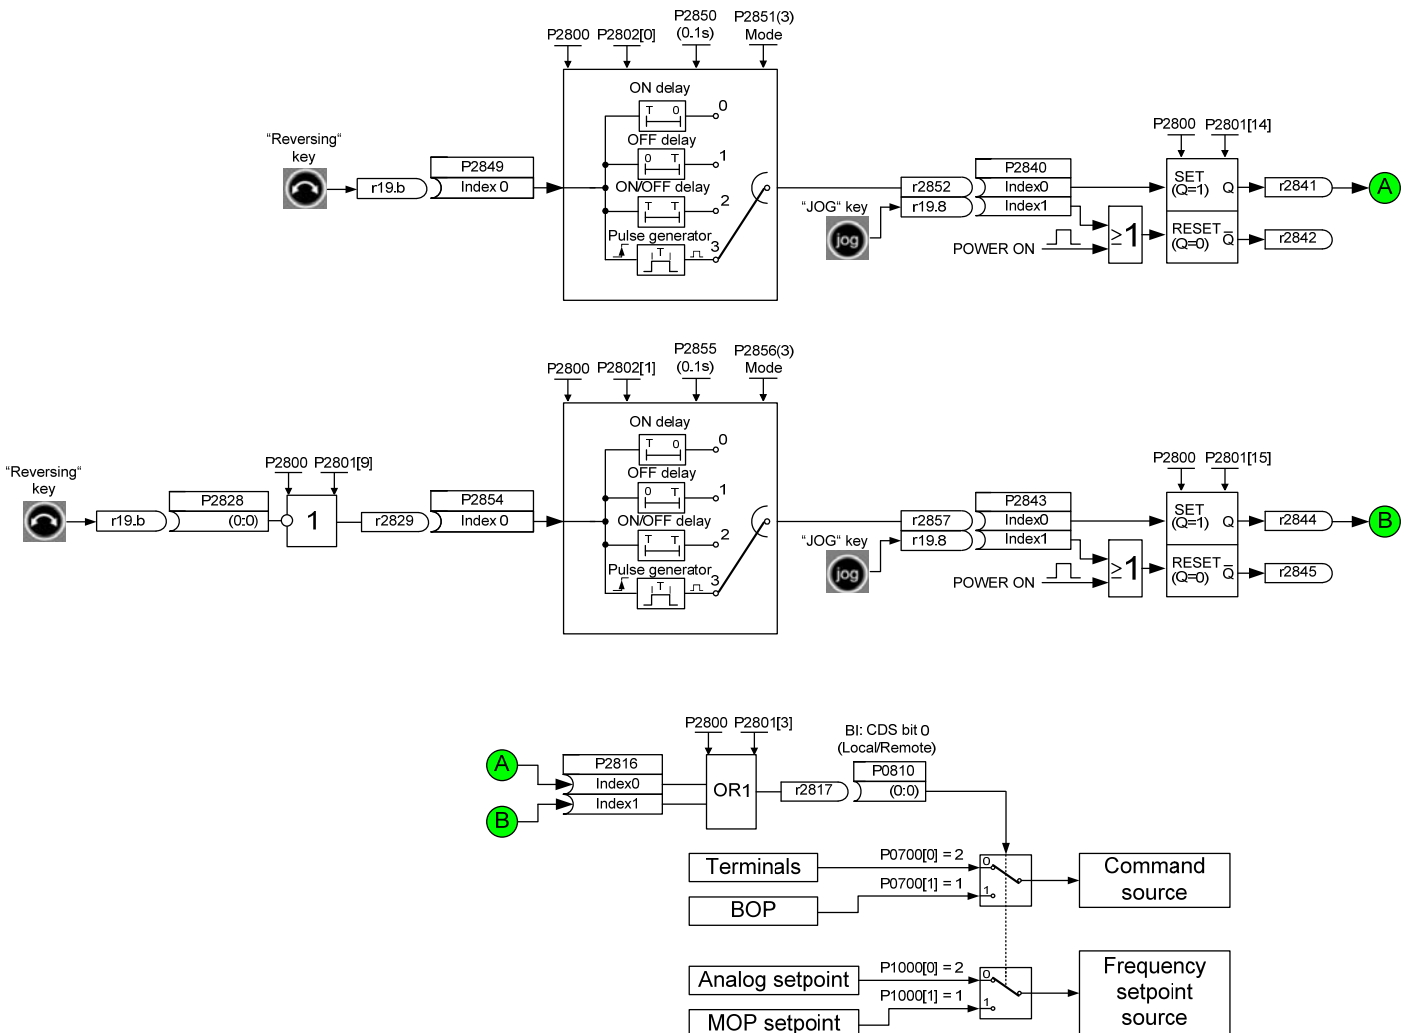 P2800 P2802[0] P2850 (0.1s) P2851(3) Mode
ON delay
T 0 0
OFF delay
0 T 1
ON/OFF delay
T T 2
Pulse generator
T 3
“Reversing“
key
r19.b
P2849
Index 0
r2852
r19.8
“JOG“ key
jog
P2840
Index0
Index1
POWER ON
≥1
P2800 P2801[14]
SET
(Q=1) Q
RESET
(Q=0) Q̅
r2841
r2842
A
P2800 P2802[1] P2855 (0.1s) P2856(3) Mode
ON delay
T 0 0
OFF delay
0 T 1
ON/OFF delay
T T 2
Pulse generator
T 3
“Reversing“
key
r19.b
P2828
(0:0)
P2800 P2801[9]
1
r2829
P2854
Index 0
r2857
r19.8
“JOG“ key
jog
P2843
Index0
Index1
POWER ON
≥1
P2800 P2801[15]
SET
(Q=1) Q
RESET
(Q=0) Q̅
r2844
r2845
B
A
B
P2816
Index0
Index1
P2800 P2801[3]
OR1
r2817
BI: CDS bit 0
(Local/Remote)
P0810
(0:0)
Terminals
P0700[0] = 2
0
BOP
P0700[1] = 1
1
Command
source
Analog setpoint
P1000[0] = 2
0
MOP setpoint
P1000[1] = 1
1
Frequency
setpoint
source